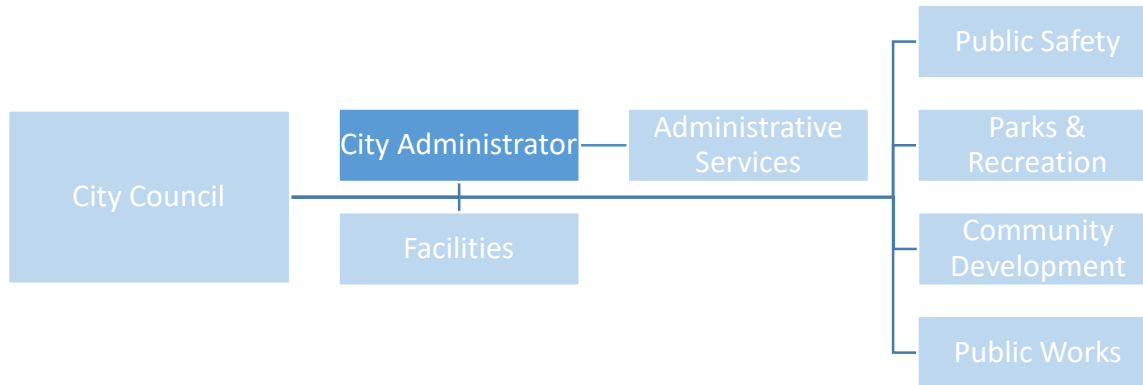 City Council
City Administrator
Facilities
Administrative
Services
Public Safety
Parks &
Recreation
Community
Development
Public Works